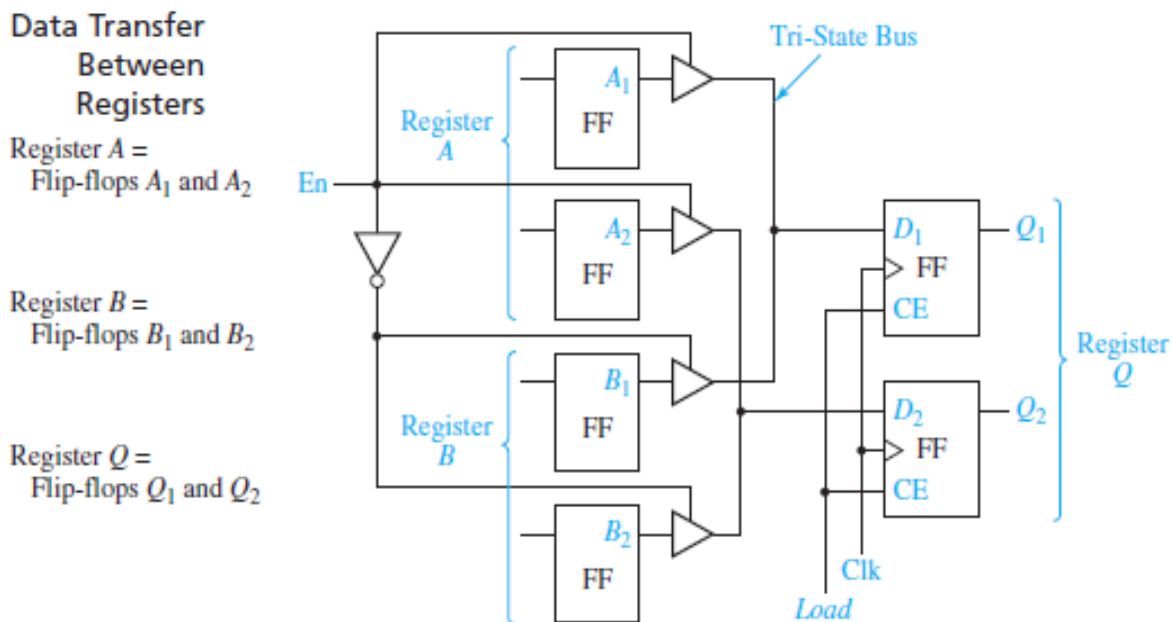 Data Transfer
Between
Registers
Register A =
Flip-flops A₁ and A₂
Register B =
Flip-flops B₁ and B₂
Register Q =
Flip-flops Q₁ and Q₂
En
Register
A
A₁
FF
A₂
FF
Register
B
B₁
FF
B₂
FF
Tri-State Bus
D₁
FF
CE
Q₁
D₂
FF
CE
Q₂
Register
Q
Clk
Load